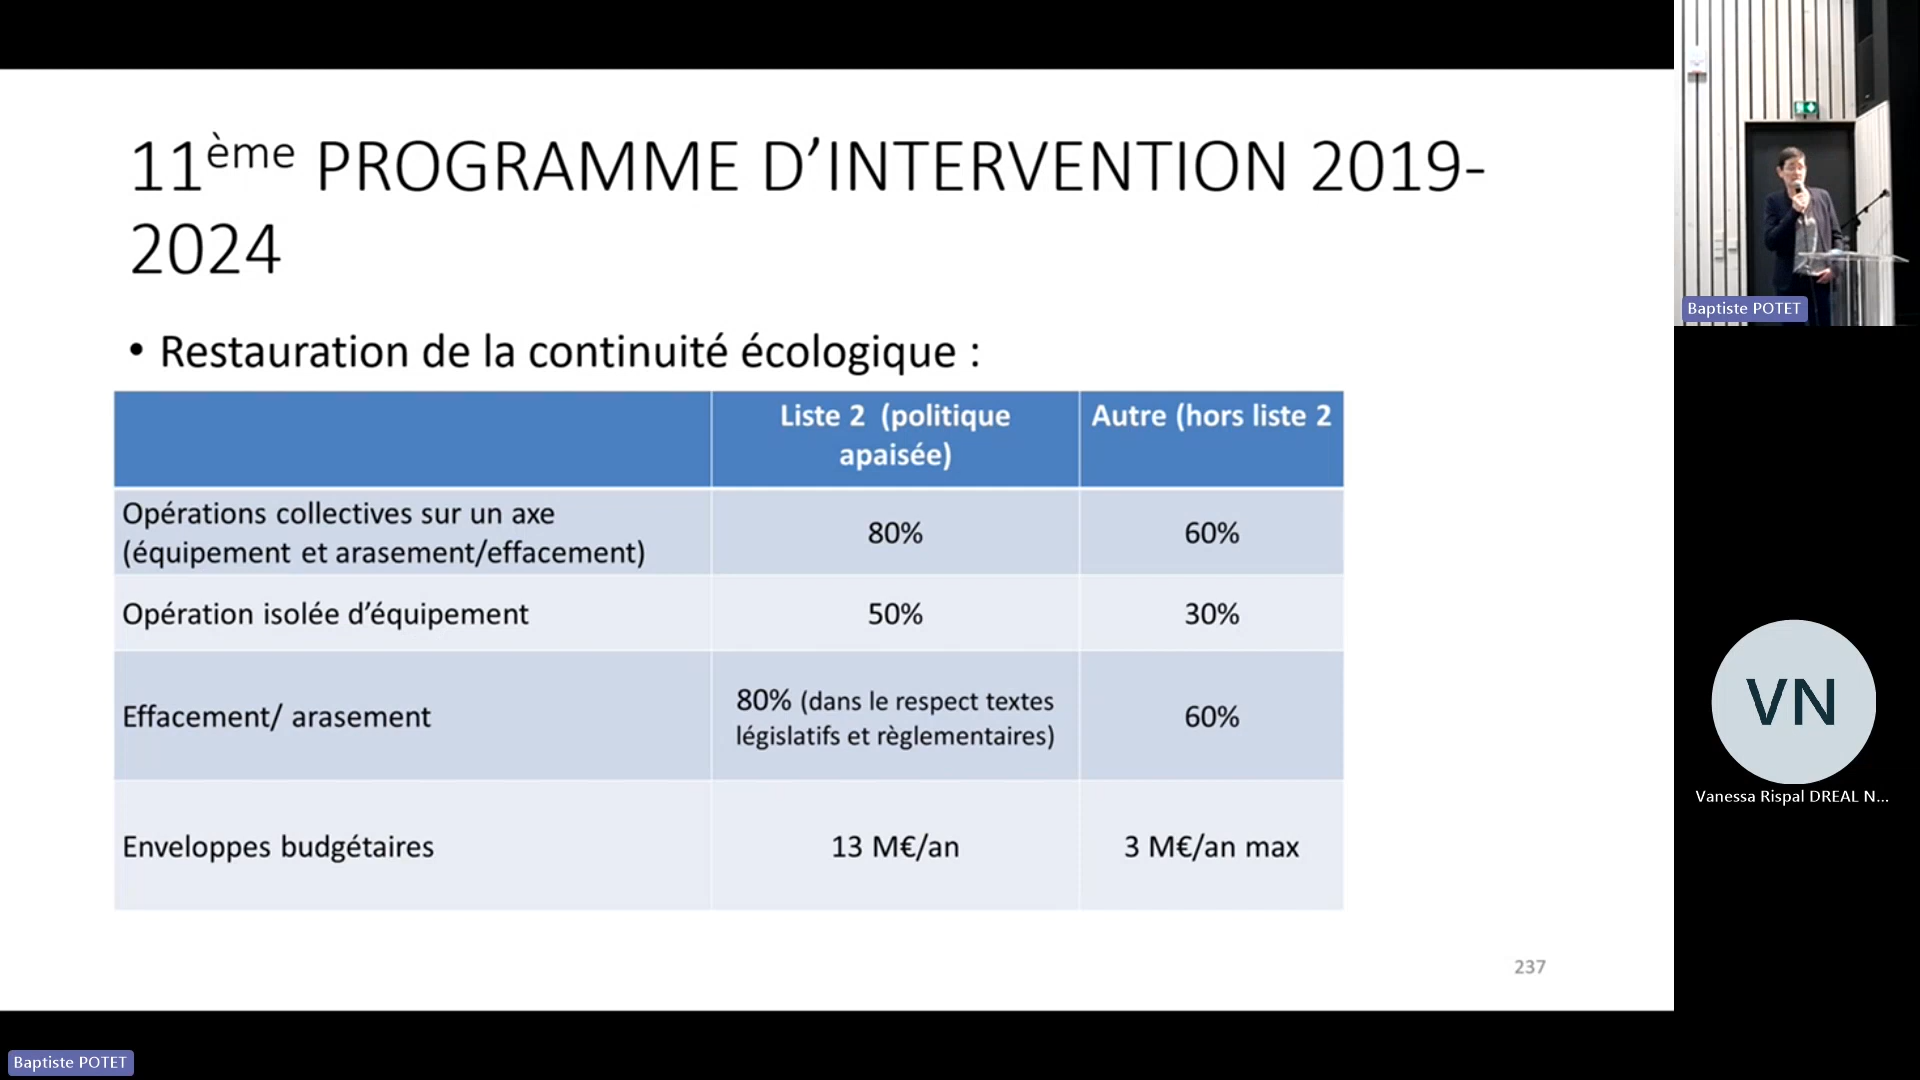 11ème PROGRAMME D’INTERVENTION 2019-
2024
• Restauration de la continuité écologique :
Liste 2 (politique
apaisée)
Autre (hors liste 2
Opérations collectives sur un axe
(équipement et arasement/effacement)
80%
60%
Opération isolée d’équipement
50%
30%
Effacement/ arasement
80% (dans le respect textes
législatifs et règlementaires)
60%
Enveloppes budgétaires
13 M€/an
3 M€/an max
237
Baptiste POTET
VN
Vanessa Rispal DREAL N...
Baptiste POTET